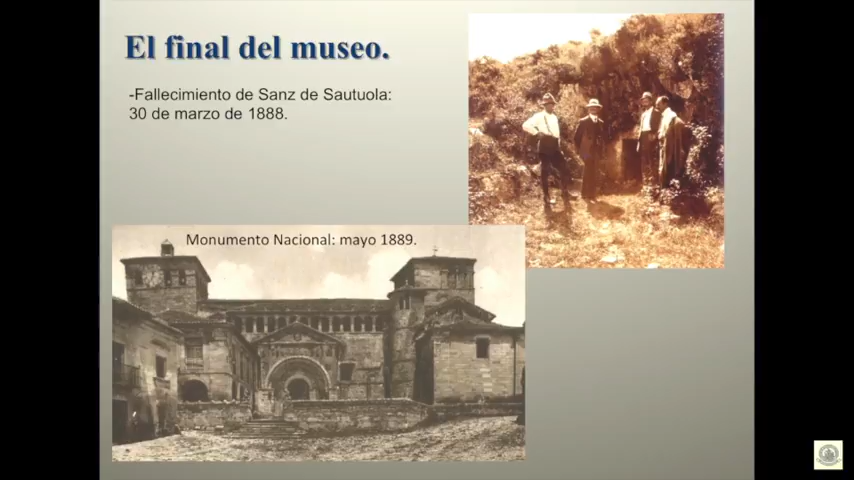 El final del museo.
-Fallecimiento de Sanz de Sautuola:
30 de marzo de 1888.
Monumento Nacional: mayo 1889.